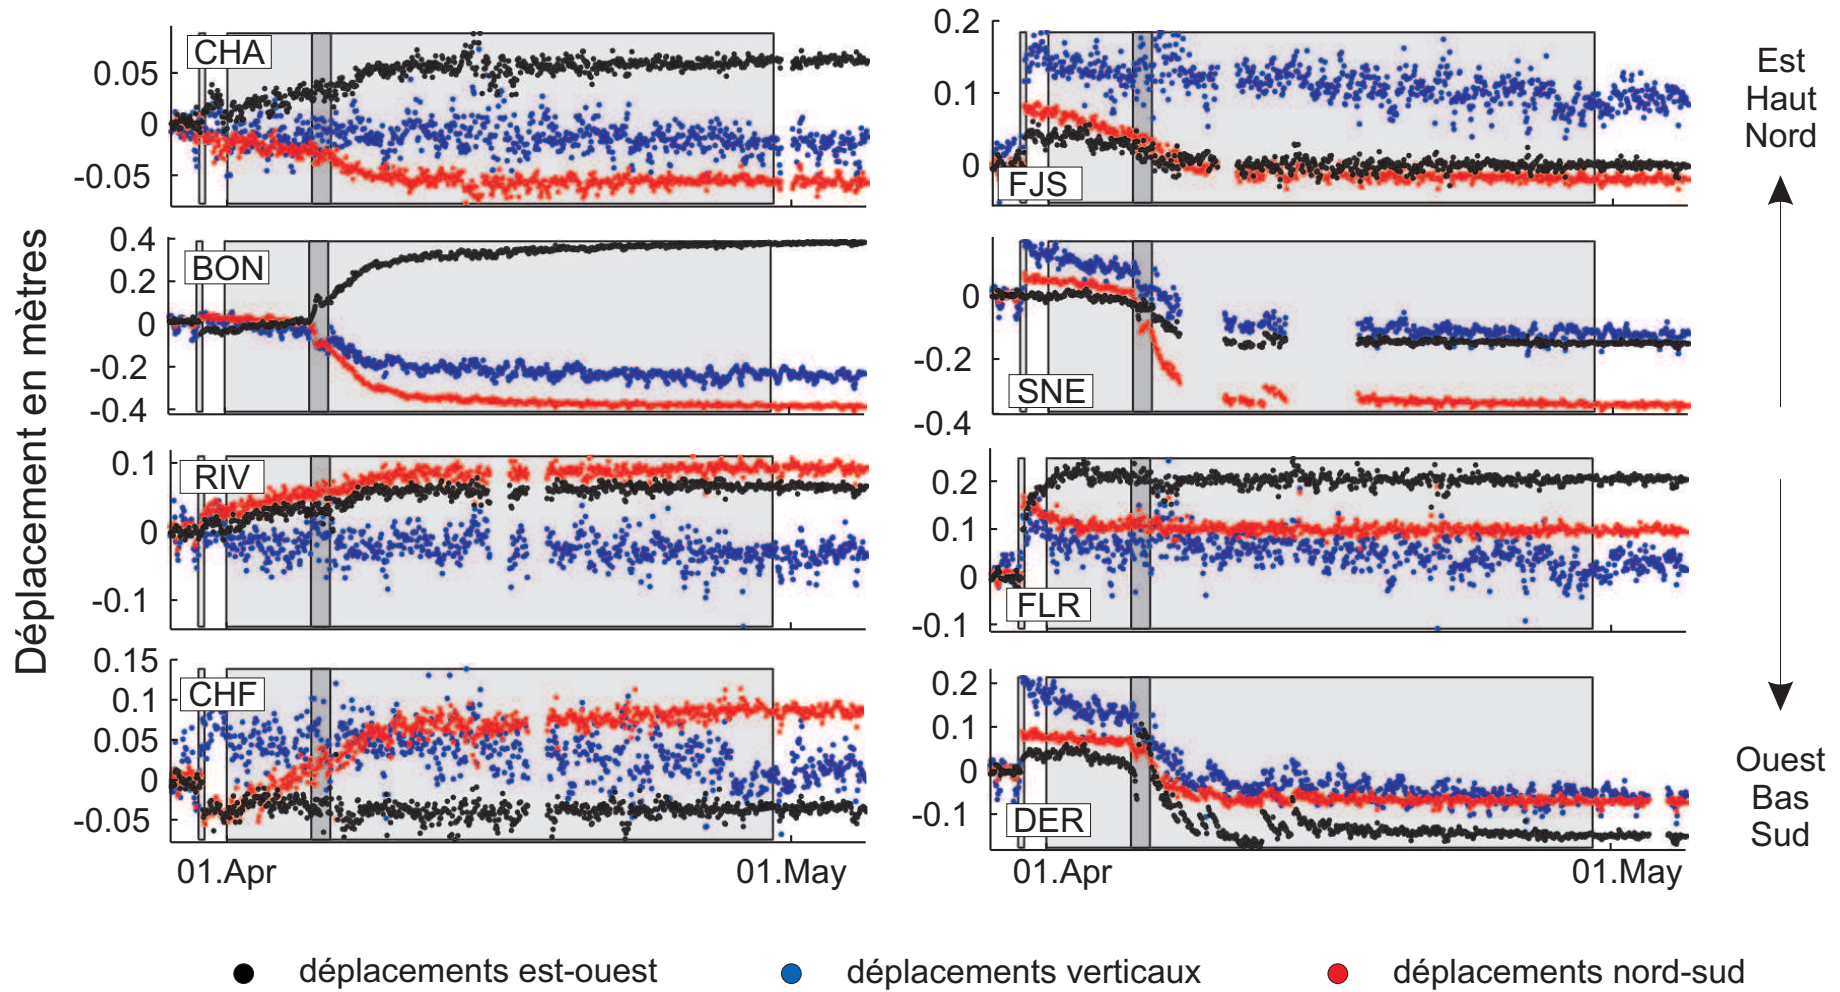 Déplacement en mètres
CHA
0.05
0
-0.05
BON
0.4
0.2
0
-0.2
-0.4
RIV
0.1
0
-0.1
CHF
0.15
0.1
0.05
0
-0.05
01.Apr
01.May
FJS
0.2
0.1
0
SNE
0
-0.2
-0.4
FLR
0.2
0.1
0
-0.1
DER
0.2
0.1
0
-0.1
01.Apr
01.May
Est
Haut
Nord
Ouest
Bas
Sud
déplacements est-ouest
déplacements verticaux
déplacements nord-sud